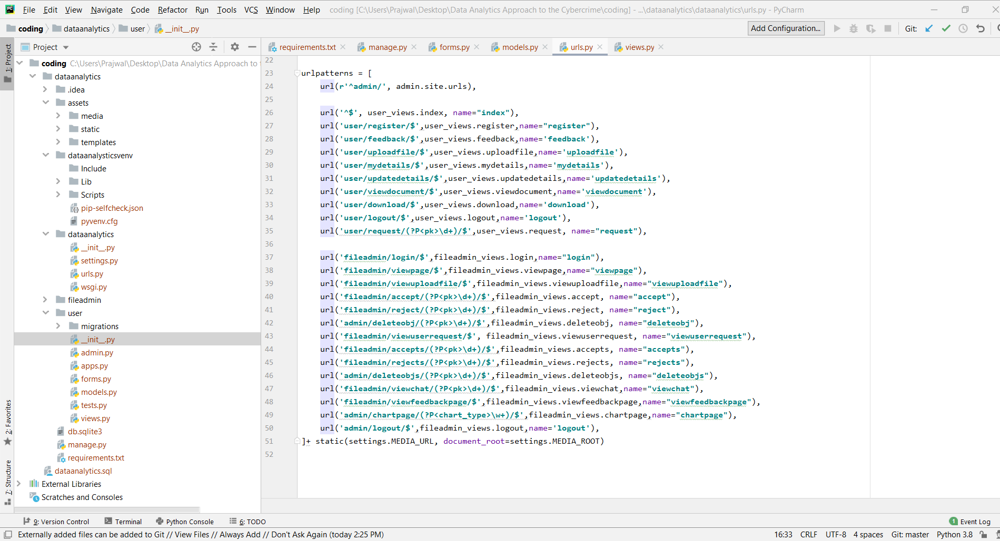 File Edit View Navigate Code Refactor Run Tools VCS Window Help coding [C:\Users\Prajwal\Desktop\Data Analytics Approach to the Cybercrime\coding] - ...\dataanalytics\dataanalytics\urls.py - PyCharm
coding dataanalytics user __init__.py Add Configuration... Git:
1: Project
Project
requirements.txt manage.py forms.py models.py urls.py views.py
coding C:\Users\Prajwal\Desktop\Data Analytics Approach to
dataanalytics
.idea
assets
media
static
templates
dataanalysticsvenv
Include
Lib
Scripts
pip-selfcheck.json
pyvenv.cfg
dataanalytics
__init__.py
settings.py
urls.py
wsgi.py
fileadmin
user
migrations
__init__.py
admin.py
apps.py
forms.py
models.py
tests.py
views.py
db.sqlite3
manage.py
requirements.txt
dataanalytics.sql
External Libraries
Scratches and Consoles
2: Favorites
7: Structure
22
23 urlpatterns = [
24 url(r'^admin/', admin.site.urls),
25
26 url('^$', user_views.index, name="index"),
27 url('user/register/$',user_views.register,name="register"),
28 url('user/feedback/$',user_views.feedback,name='feedback'),
29 url('user/uploadfile/$',user_views.uploadfile,name='uploadfile'),
30 url('user/mydetails/$',user_views.mydetails,name='mydetails'),
31 url('user/updatedetails/$',user_views.updatedetails,name='updatedetails'),
32 url('user/viewdocument/$',user_views.viewdocument,name='viewdocument'),
33 url('user/download/$',user_views.download,name='download'),
34 url('user/logout/$',user_views.logout,name='logout'),
35 url('user/request/(?P<pk>\d+)/$',user_views.request, name="request"),
36
37 url('fileadmin/login/$',fileadmin_views.login,name="login"),
38 url('fileadmin/viewpage/$',fileadmin_views.viewpage,name="viewpage"),
39 url('fileadmin/viewuploadfile/$',fileadmin_views.viewuploadfile,name="viewuploadfile"),
40 url('fileadmin/accept/(?P<pk>\d+)/$',fileadmin_views.accept, name="accept"),
41 url('fileadmin/reject/(?P<pk>\d+)/$',fileadmin_views.reject, name="reject"),
42 url('admin/deleteobj/(?P<pk>\d+)/$',fileadmin_views.deleteobj, name="deleteobj"),
43 url('fileadmin/viewuserrequest/$', fileadmin_views.viewuserrequest, name="viewuserrequest"),
44 url('fileadmin/accepts/(?P<pk>\d+)/$',fileadmin_views.accepts, name="accepts"),
45 url('fileadmin/rejects/(?P<pk>\d+)/$',fileadmin_views.rejects, name="rejects"),
46 url('admin/deleteobjs/(?P<pk>\d+)/$',fileadmin_views.deleteobjs, name="deleteobjs"),
47 url('fileadmin/viewchat/(?P<pk>\d+)/$',fileadmin_views.viewchat,name="viewchat"),
48 url('fileadmin/viewfeedbackpage/$',fileadmin_views.viewfeedbackpage,name="viewfeedbackpage"),
49 url('admin/chartpage/(?P<chart_type>\w+)/$',fileadmin_views.chartpage,name="chartpage"),
50 url('admin/logout/$',fileadmin_views.logout,name='logout'),
51 ]+ static(settings.MEDIA_URL, document_root=settings.MEDIA_ROOT)
52
9: Version Control Terminal Python Console 6: TODO 1 Event Log
Externally added files can be added to Git // View Files // Always Add // Don't Ask Again (today 2:25 PM) 16:33 CRLF UTF-8 4 spaces Git: master Python 3.8